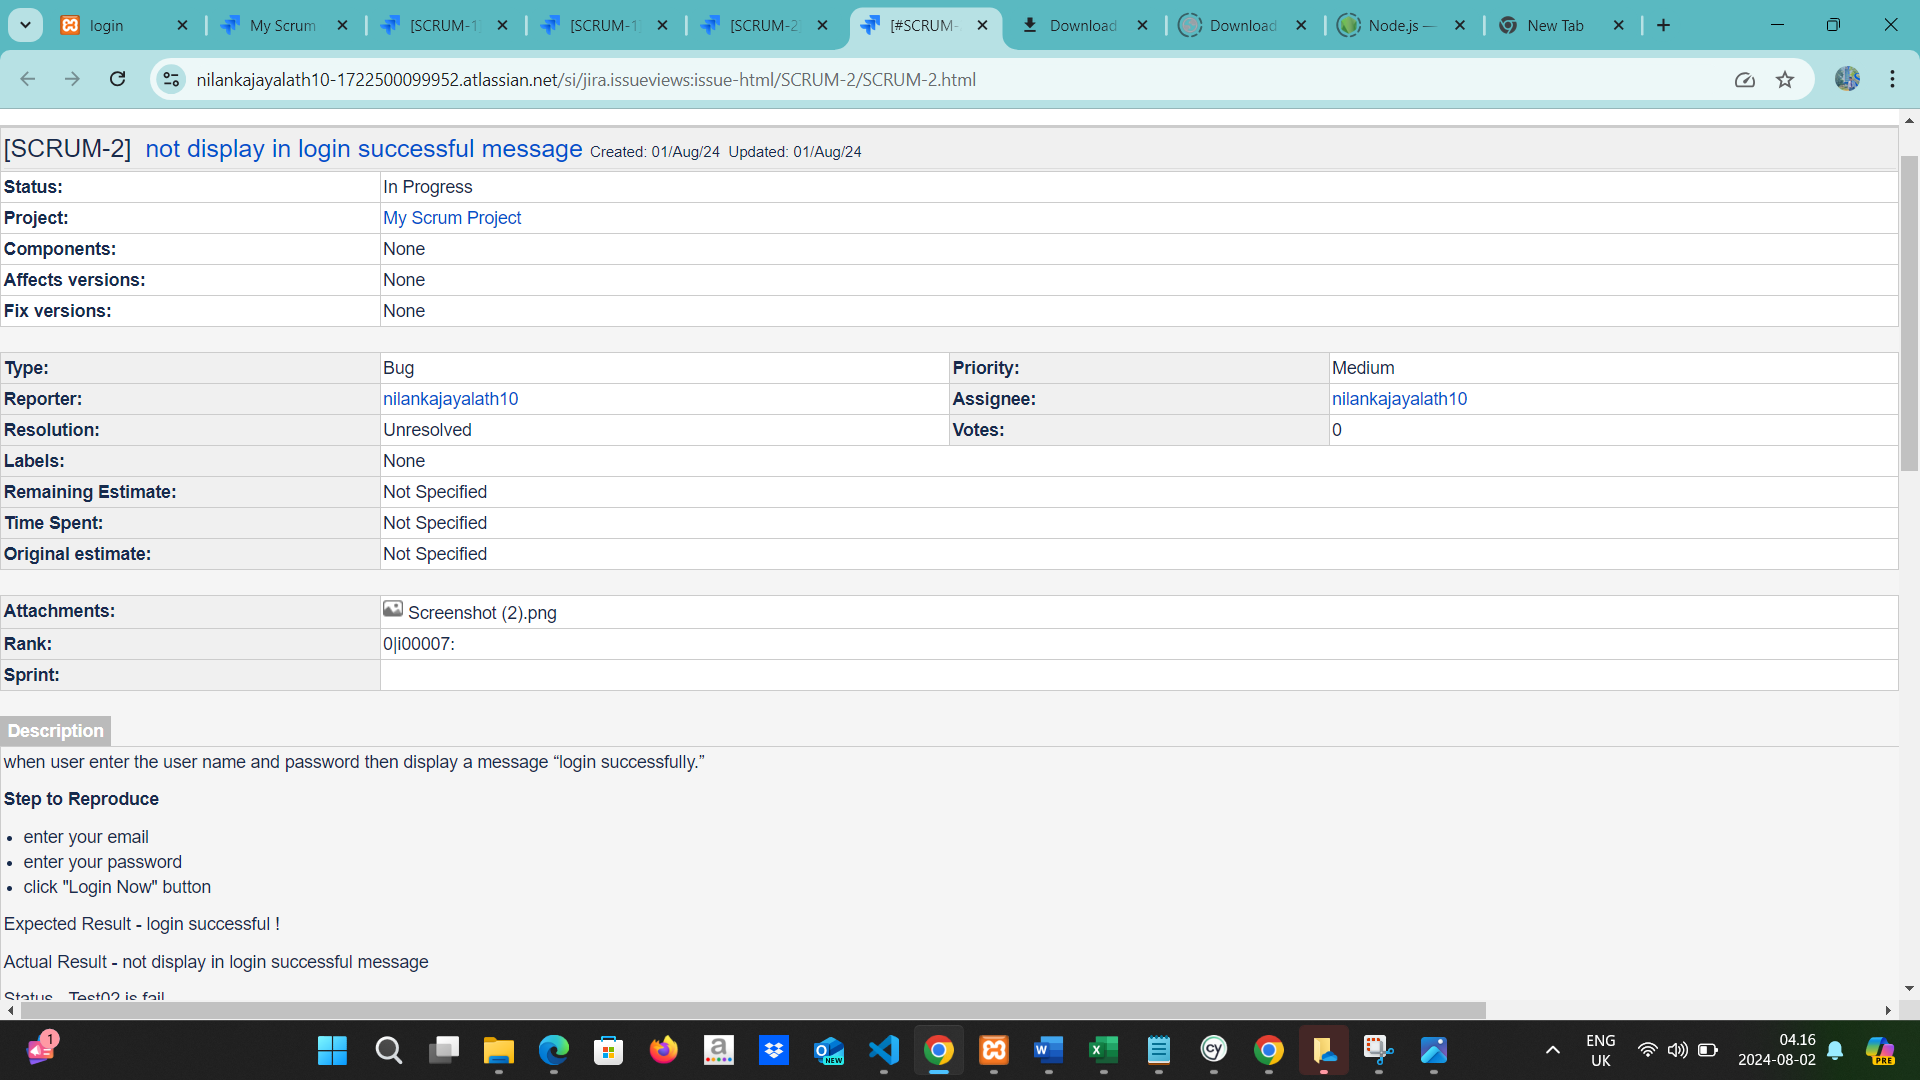 login
My Scrum
[SCRUM-1]
[SCRUM-1]
[SCRUM-2]
[#SCRUM-
Download
Download
Node.js —
New Tab
nilankajayalath10-1722500099952.atlassian.net/si/jira.issueviews:issue-html/SCRUM-2/SCRUM-2.html
[SCRUM-2] not display in login successful message Created: 01/Aug/24 Updated: 01/Aug/24
Status: In Progress
Project: My Scrum Project
Components: None
Affects versions: None
Fix versions: None
Type: Bug Priority: Medium
Reporter: nilankajayalath10 Assignee: nilankajayalath10
Resolution: Unresolved Votes: 0
Labels: None
Remaining Estimate: Not Specified
Time Spent: Not Specified
Original estimate: Not Specified
Attachments: Screenshot (2).png
Rank: 0|i00007:
Sprint:
Description
when user enter the user name and password then display a message “login successfully.”
Step to Reproduce
• enter your email
• enter your password
• click "Login Now" button
Expected Result - login successful !
Actual Result - not display in login successful message
Status - Test02 is fail
1
a
NEW
cy
ENG
UK
04.16
2024-08-02
PRE